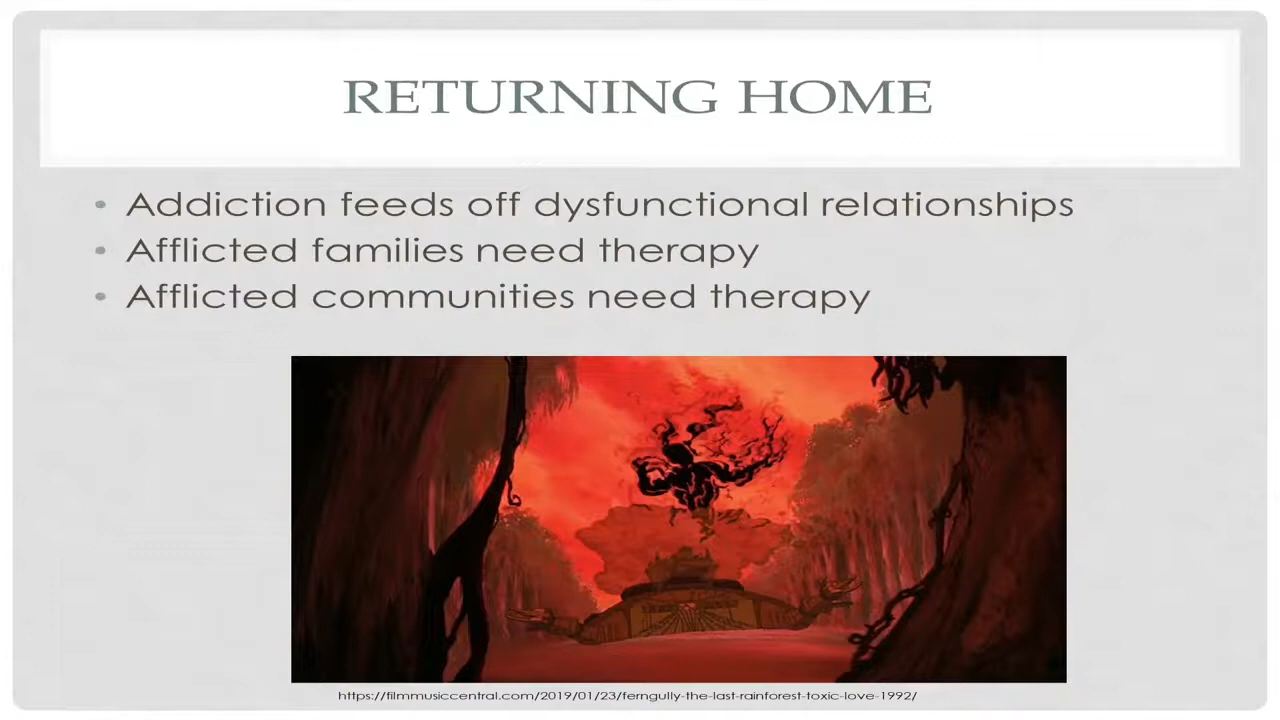 RETURNING HOME
• Addiction feeds off dysfunctional relationships
• Afflicted families need therapy
• Afflicted communities need therapy
https://filmmusiccentral.com/2019/01/23/ferngully-the-last-rainforest-toxic-love-1992/